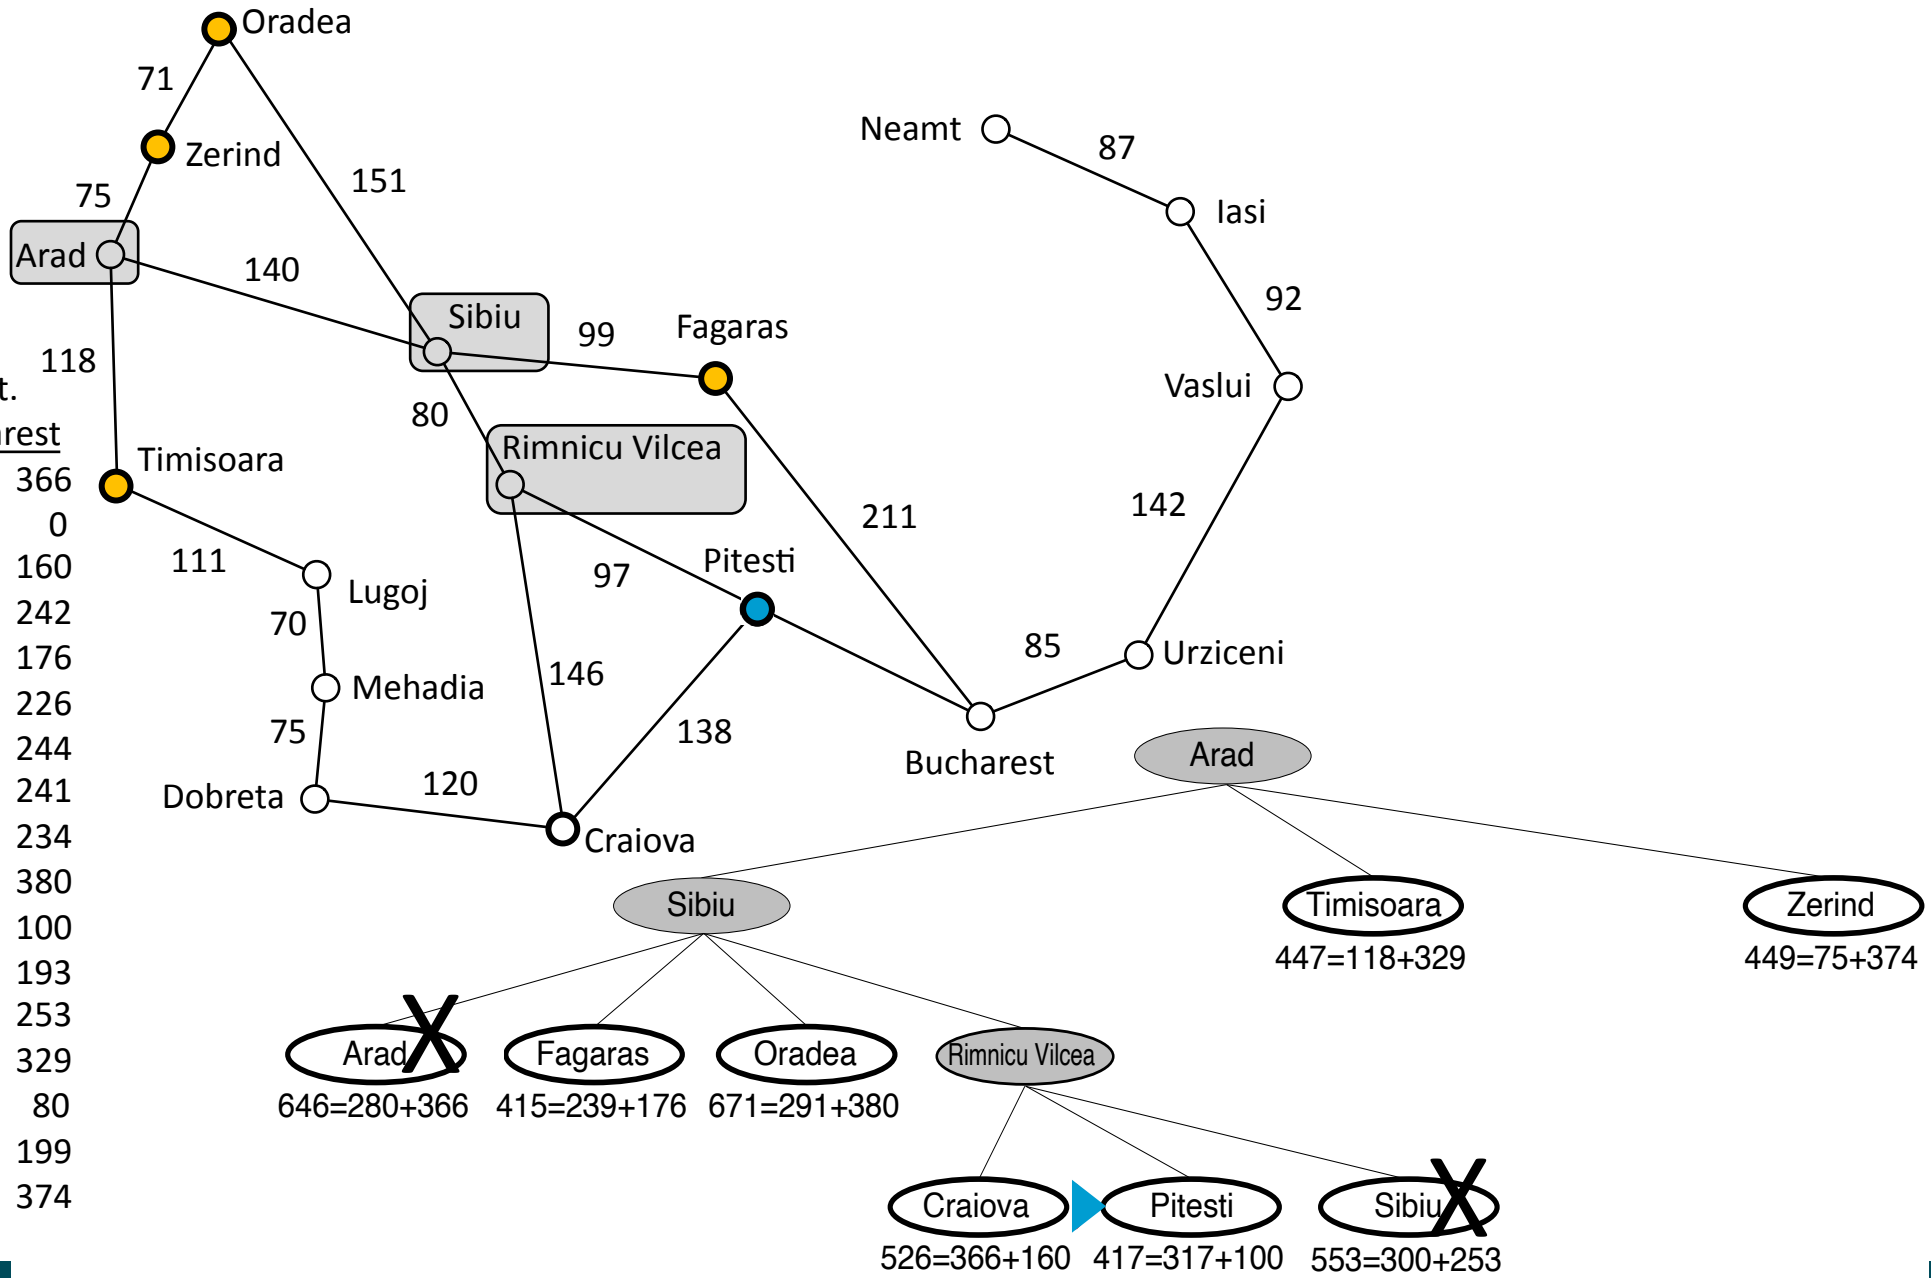 Oradea
71
Zerind
75
151
Arad
140
Neamt
87
Iasi
92
Sibiu
99
Fagaras
118
80
Vaslui
t.
arest
Timisoara
Rimnicu Vilcea
366
0
160
242
176
226
244
241
234
380
100
193
253
329
80
199
374
111
Lugoj
70
Mehadia
75
Dobreta
120
Craiova
146
138
97
Pitesti
211
142
85
Urziceni
Bucharest
Arad
Sibiu
Timisoara
Zerind
447=118+329
449=75+374
Arad
X
Fagaras
Oradea
Rimnicu Vilcea
646=280+366
415=239+176
671=291+380
Craiova
Pitesti
Sibiu
X
526=366+160
417=317+100
553=300+253